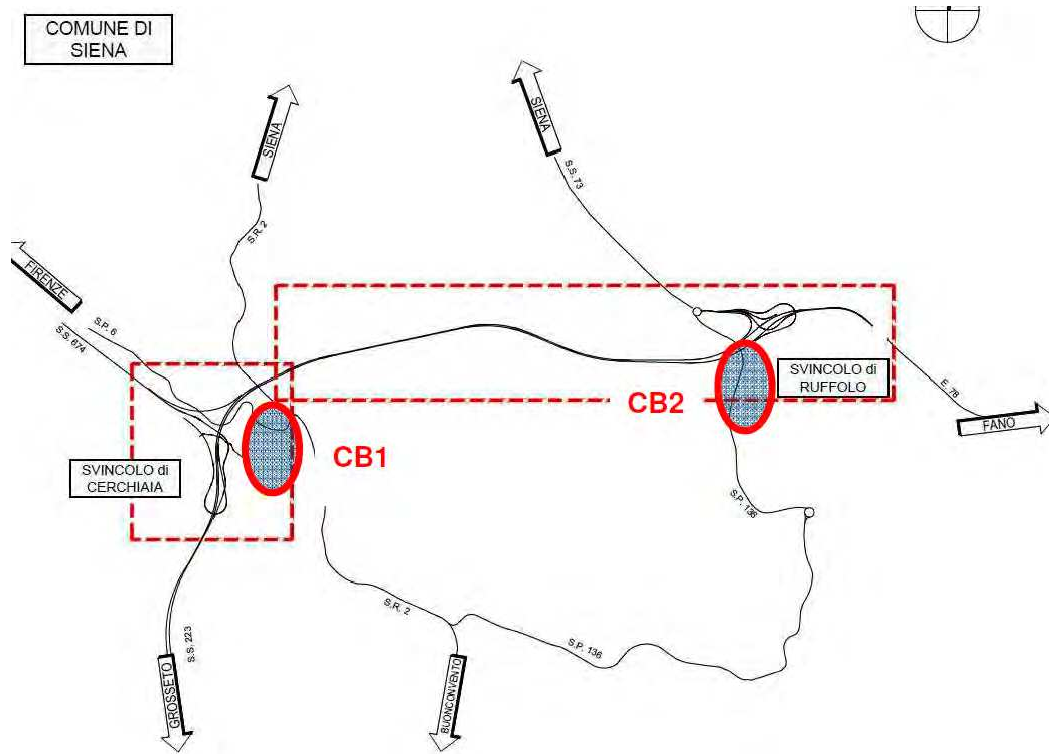 COMUNE DI
SIENA
SIENA
SIENA
S.S. 73
S.R. 2
FIRENZE
S.P. 6
S.S. 674
SVINCOLO di
RUFFOLO
CB2
E. 78
FANO
CB1
SVINCOLO di
CERCHIAIA
S.P. 136
S.R. 2
S.P. 136
S.S. 223
GROSSETO
BUONCONVENTO